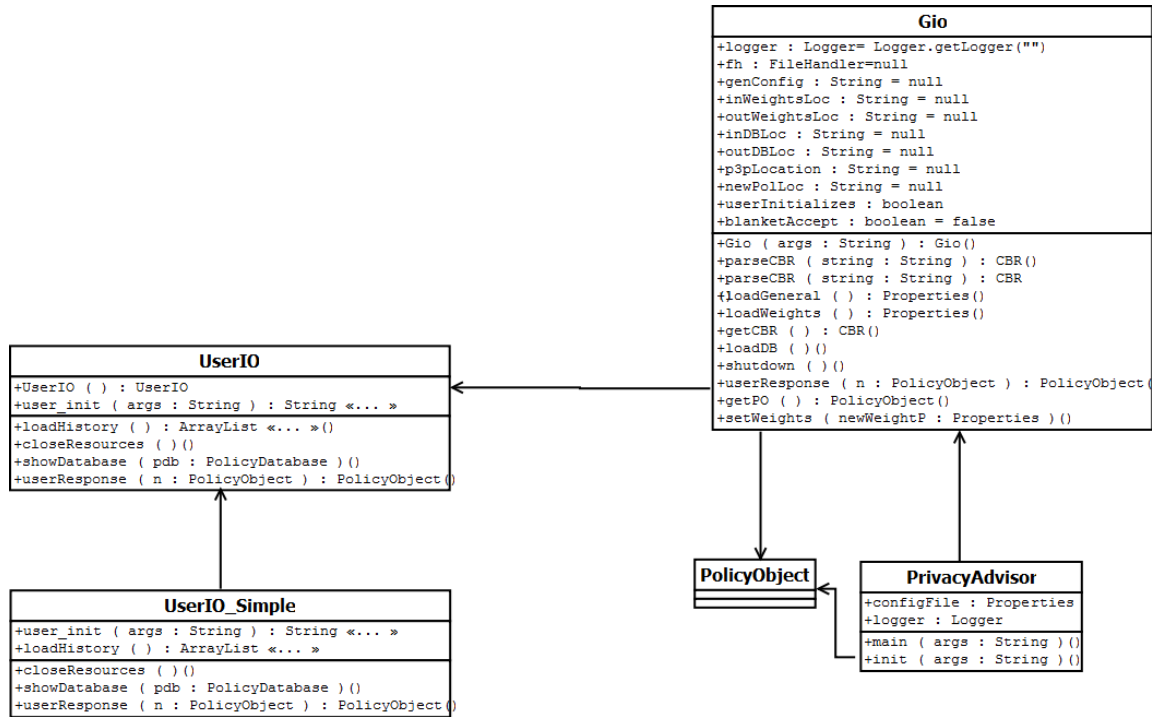 Gio
+logger : Logger= Logger.getLogger("")
+fh : FileHandler=null
+genConfig : String = null
+inWeightsLoc : String = null
+outWeightsLoc : String = null
+inDBLoc : String = null
+outDBLoc : String = null
+p3pLocation : String = null
+newPolLoc : String = null
+userInitializes : boolean
+blanketAccept : boolean = false
+Gio ( args : String ) : Gio()
+parseCBR ( string : String ) : CBR()
+parseCBR ( string : String ) : CBR
+loadGeneral ( ) : Properties()
+loadWeights ( ) : Properties()
+getCBR ( ) : CBR()
+loadDB ( )()
+shutdown ( )()
+userResponse ( n : PolicyObject ) : PolicyObject(
+getPO ( ) : PolicyObject()
+setWeights ( newWeightP : Properties )()
UserIO
+UserIO ( ) : UserIO
+user_init ( args : String ) : String «... »
+loadHistory ( ) : ArrayList «... »()
+closeResources ( )()
+showDatabase ( pdb : PolicyDatabase )()
+userResponse ( n : PolicyObject ) : PolicyObject()
UserIO_Simple
+user_init ( args : String ) : String «... »
+loadHistory ( ) : ArrayList «... »
+closeResources ( )()
+showDatabase ( pdb : PolicyDatabase )()
+userResponse ( n : PolicyObject ) : PolicyObject()
PolicyObject
PrivacyAdvisor
+configFile : Properties
+logger : Logger
+main ( args : String )()
+init ( args : String )()